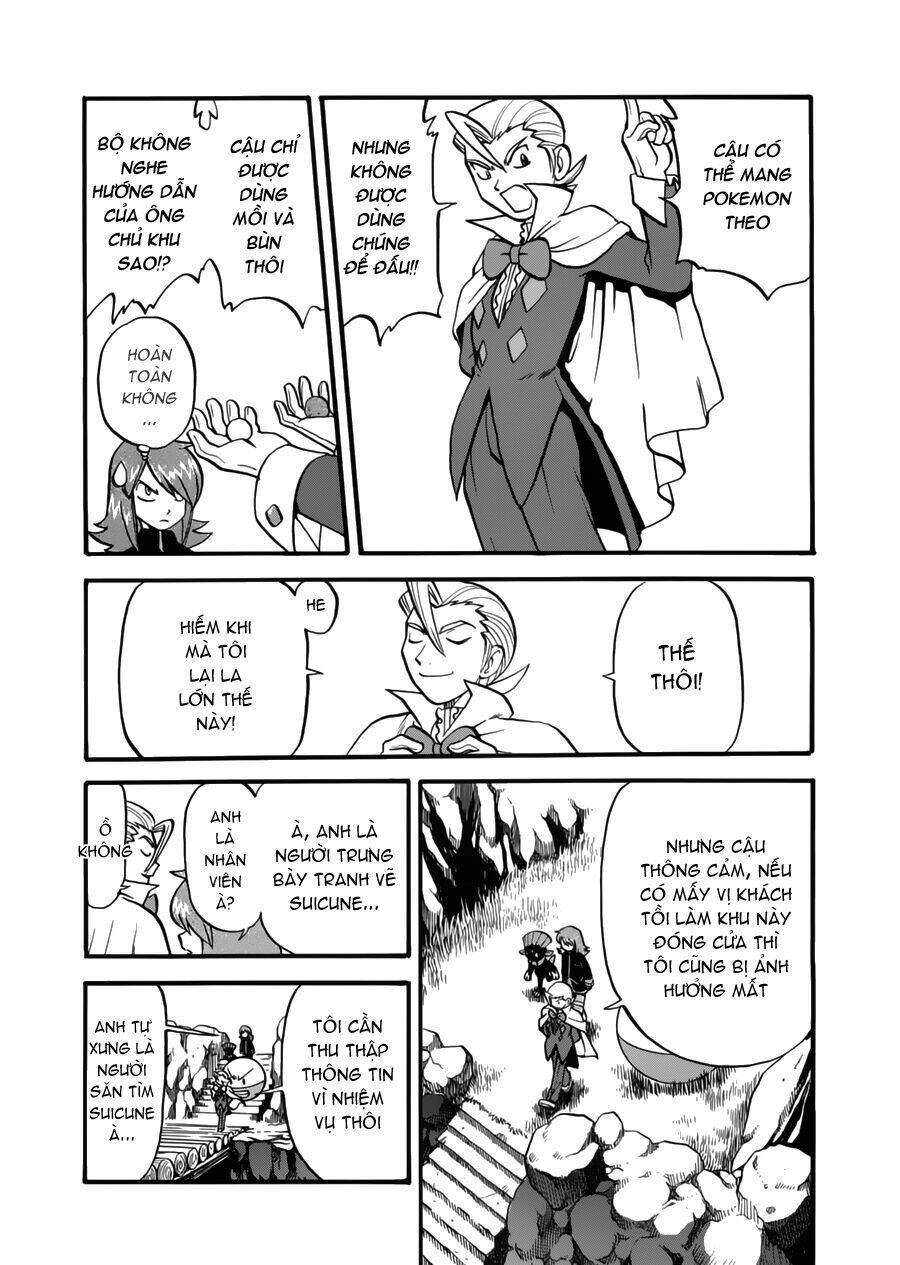 CẬU CÓ
THỂ MANG
POKEMON
THEO
NHƯNG
KHÔNG
ĐƯỢC
DÙNG
CHÚNG
ĐỂ ĐẤU!!
CẬU CHỈ
ĐƯỢC
DÙNG
MỒI VÀ
BÙN
THÔI
BỘ KHÔNG
NGHE
HƯỚNG DẪN
CỦA ÔNG
CHỦ KHU
SAO!?
HOÀN
TOÀN
KHÔNG
...
THẾ
THÔI!
HE
HIẾM KHI
MÀ TÔI
LẠI LA
LỚN THẾ
NÀY!
NHƯNG CẬU
THÔNG CẢM, NẾU
CÓ MẤY VỊ KHÁCH
TỒI LÀM KHU NÀY
ĐÓNG CỬA THÌ
TÔI CŨNG BỊ ẢNH
HƯỞNG MẤT
À, ANH LÀ
NGƯỜI TRƯNG
BÀY TRANH VẼ
SUICUNE...
ANH
LÀ
NHÂN
VIÊN
À?
Ồ
KHÔNG
TÔI CẦN
THU THẬP
THÔNG TIN
VÌ NHIỆM
VỤ THÔI
ANH TỰ
XƯNG LÀ
NGƯỜI
SĂN TÌM
SUICUNE
À...